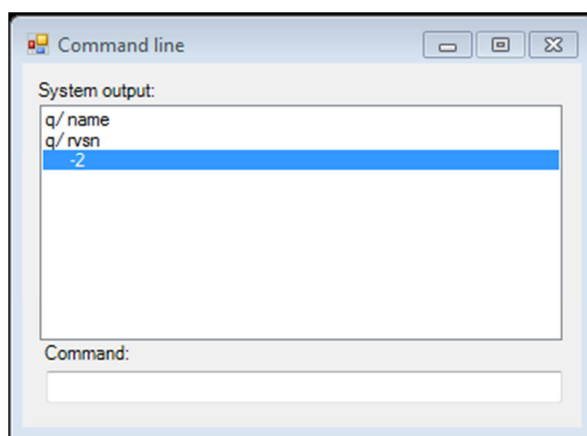 Command line
System output:
q/ name
q/ rvsn
-2
Command: